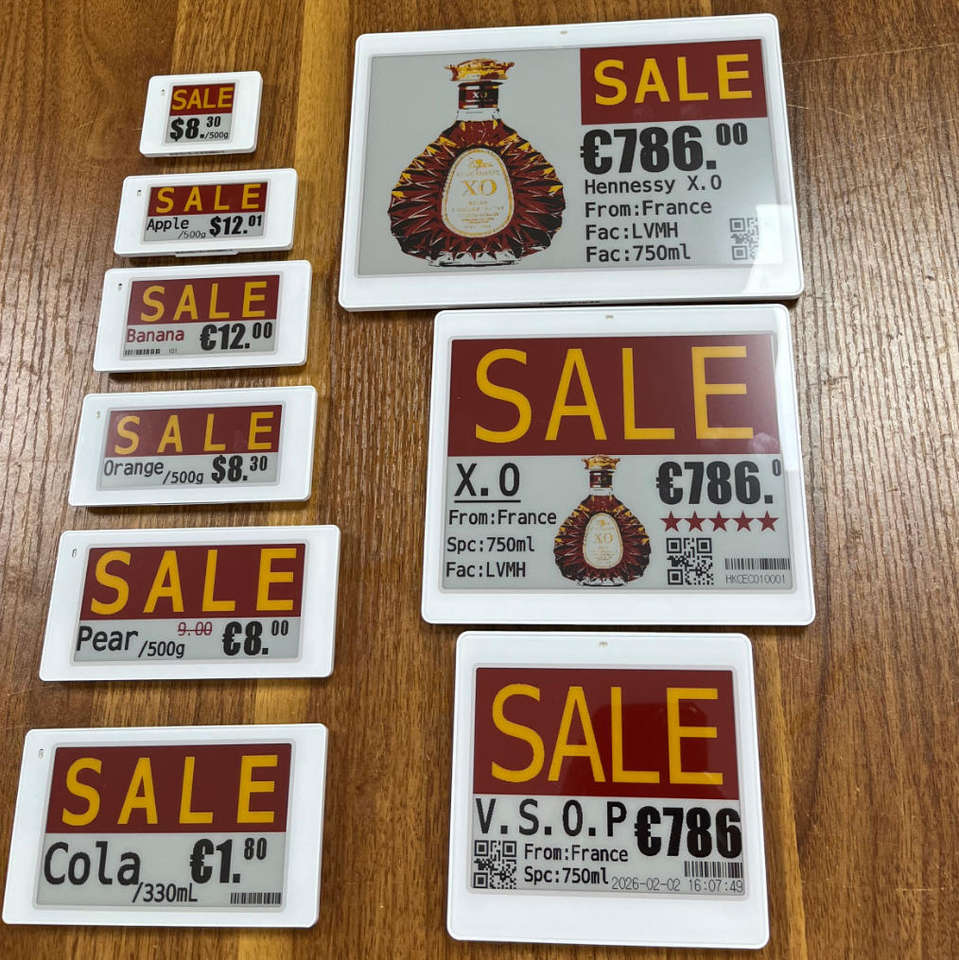 SALE
$8.30
/500g
SALE
Apple /500g $12.01
SALE
Banana €12.00
SALE
Orange/500g $8.30
SALE
Pear/500g 9.00 €8.00
SALE
Cola/330mL €1.80
SALE
€786.00
Hennessy X.O
From:France
Fac:LVMH
Fac:750ml
XO
XO
SALE
X.O €786.0
From:France
Spc:750ml
Fac:LVMH
XO
HKCEC010001
SALE
V.S.O.P €786
From:France
Spc:750ml 2026-02-02 16:07:49